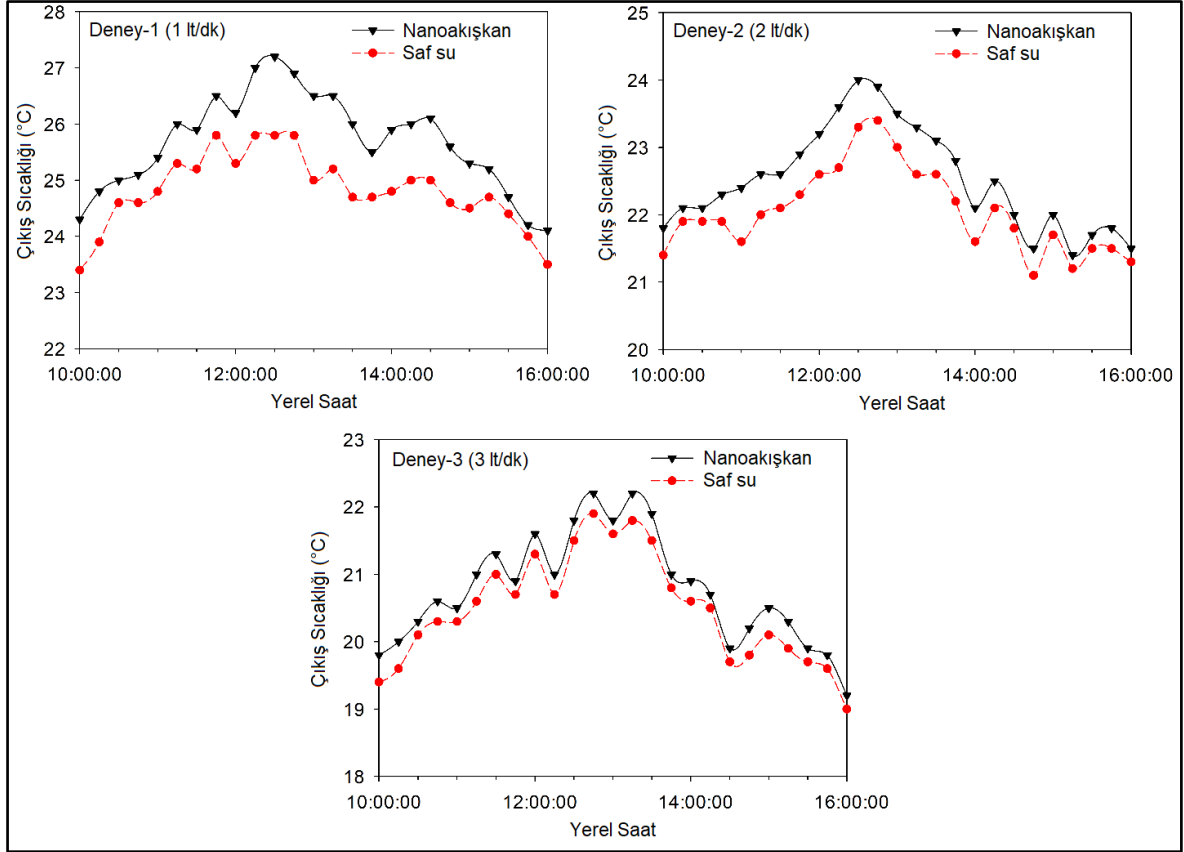 Deney-1 (1 lt/dk)
Nanoakışkan
Saf su
Çıkış Sıcaklığı (°C)
28
27
26
25
24
23
22
10:00:00 12:00:00 14:00:00 16:00:00
Yerel Saat
Deney-2 (2 lt/dk)
Nanoakışkan
Saf su
Çıkış Sıcaklığı (°C)
25
24
23
22
21
20
10:00:00 12:00:00 14:00:00 16:00:00
Yerel Saat
Deney-3 (3 lt/dk)
Nanoakışkan
Saf su
Çıkış Sıcaklığı (°C)
23
22
21
20
19
18
10:00:00 12:00:00 14:00:00 16:00:00
Yerel Saat